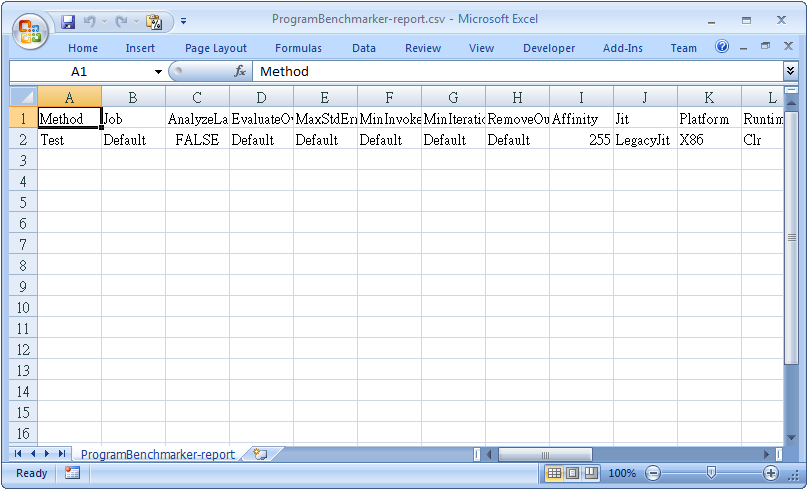 ProgramBenchmarker-report.csv - Microsoft Excel
Home Insert Page Layout Formulas Data Review View Developer Add-Ins Team
A1 fx Method
A B C D E F G H I J K L
1 Method Job AnalyzeLa EvaluateOv MaxStdErr MinInvoke MinIteratio RemoveOu Affinity Jit Platform Runtim
2 Test Default FALSE Default Default Default Default Default 255 LegacyJit X86 Clr
3
4
5
6
7
8
9
10
11
12
13
14
15
16
ProgramBenchmarker-report
Ready 100%